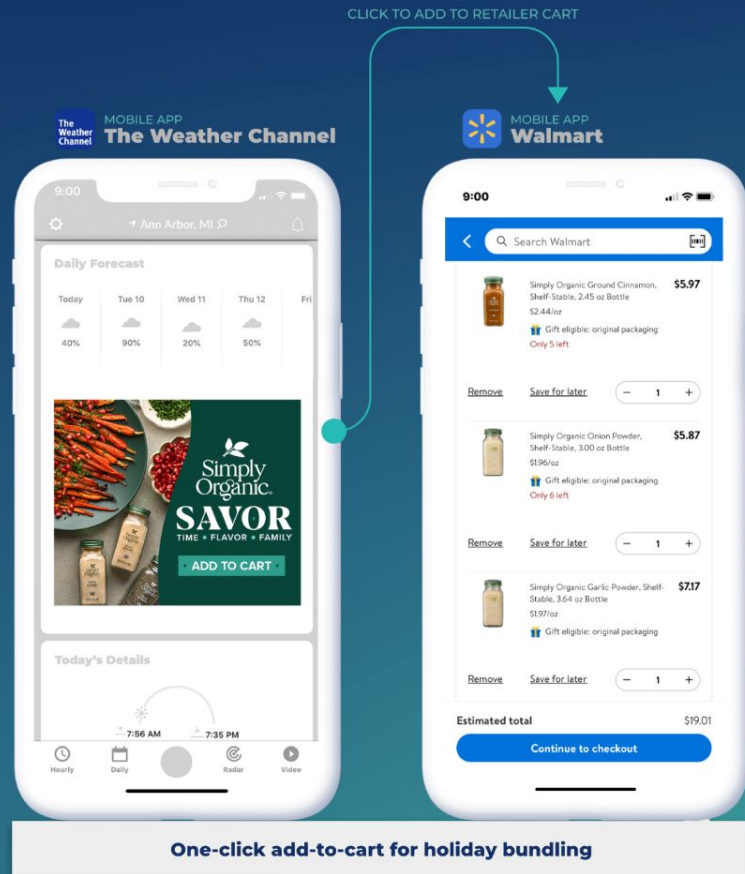 CLICK TO ADD TO RETAILER CART
The
Weather
Channel
MOBILE APP
The Weather Channel
9:00
Ann Arbor, MI
Daily Forecast
Today Tue 10 Wed 11 Thu 12 Fri
40% 90% 20% 50%
Simply
Organic
SAVOR
TIME • FLAVOR • FAMILY
• ADD TO CART •
Today's Details
7:56 AM 7:35 PM
Hourly Daily Radar Video
MOBILE APP
Walmart
9:00
Search Walmart
Simply Organic Ground Cinnamon, $5.97
Shelf-Stable, 2.45 oz Bottle
$2.44/oz
Gift eligible: original packaging
Only 5 left
Remove Save for later − 1 +
Simply Organic Onion Powder, $5.87
Shelf-Stable, 3.00 oz Bottle
$1.96/oz
Gift eligible: original packaging
Only 6 left
Remove Save for later − 1 +
Simply Organic Garlic Powder, Shelf- $7.17
Stable, 3.64 oz Bottle
$1.97/oz
Gift eligible: original packaging
Remove Save for later − 1 +
Estimated total $19.01
Continue to checkout
One-click add-to-cart for holiday bundling